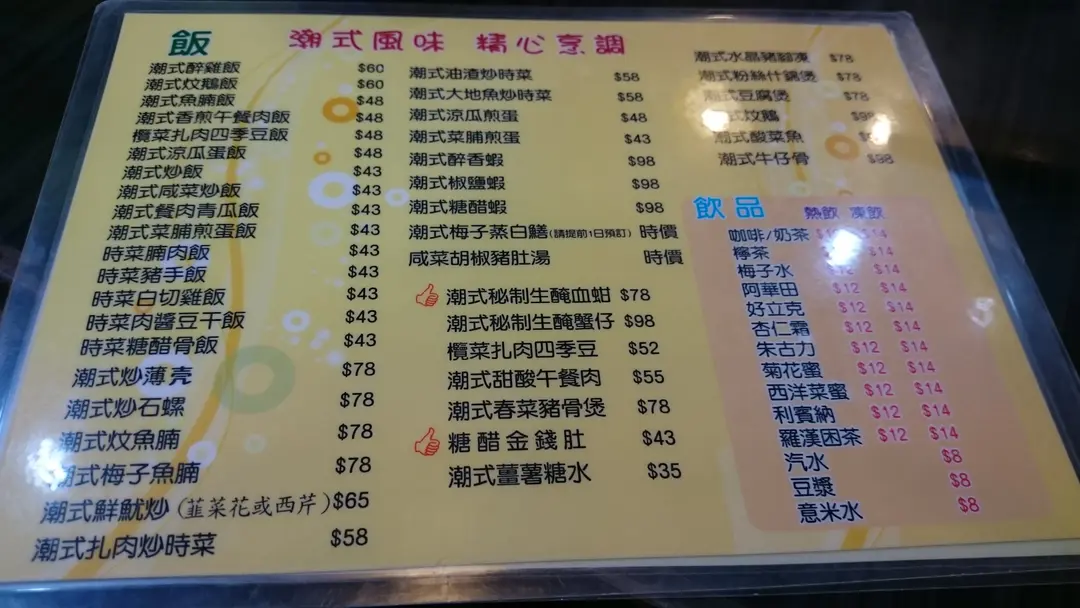 飯
潮式風味 精心烹調
潮式醉雞飯 $60
潮式炆鵝飯 $60
潮式魚腩飯 $48
潮式香煎午餐肉飯 $48
欖菜扎肉四季豆飯 $48
潮式涼瓜蛋飯 $48
潮式炒飯 $43
潮式咸菜炒飯 $43
潮式餐肉青瓜飯 $43
潮式菜脯煎蛋飯 $43
時菜腩肉飯 $43
時菜豬手飯 $43
時菜白切雞飯 $43
時菜肉醬豆干飯 $43
時菜糖醋骨飯 $43
潮式炒薄壳 $78
潮式炒石螺 $78
潮式炆魚腩 $78
潮式梅子魚腩 $78
潮式鮮魷炒(韮菜花或西芹) $65
潮式扎肉炒時菜 $58
潮式油渣炒時菜 $58
潮式大地魚炒時菜 $58
潮式涼瓜煎蛋 $48
潮式菜脯煎蛋 $43
潮式醉香蝦 $98
潮式椒鹽蝦 $98
潮式糖醋蝦 $98
潮式梅子蒸白鱔(請提前1日預訂) 時價
咸菜胡椒豬肚湯 時價
潮式秘制生醃血蚶 $78
潮式秘制生醃蟹仔 $98
欖菜扎肉四季豆 $52
潮式甜酸午餐肉 $55
潮式春菜豬骨煲 $78
糖醋金錢肚 $43
潮式薑薯糖水 $35
潮式水晶豬腳凍 $78
潮式粉絲什錦煲 $78
潮式豆腐煲 $78
式炆鵝
潮式酸菜魚
潮式牛仔骨 $98
飲品
熱飲 凍飲
咖啡/奶茶 $14
檸茶 $14
梅子水 $12 $14
阿華田 $12 $14
好立克 $12 $14
杏仁霜 $12 $14
朱古力 $12 $14
菊花蜜 $12 $14
西洋菜蜜 $12 $14
利賓納 $12 $14
羅漢困茶 $12 $14
汽水 $8
豆漿 $8
意米水 $8